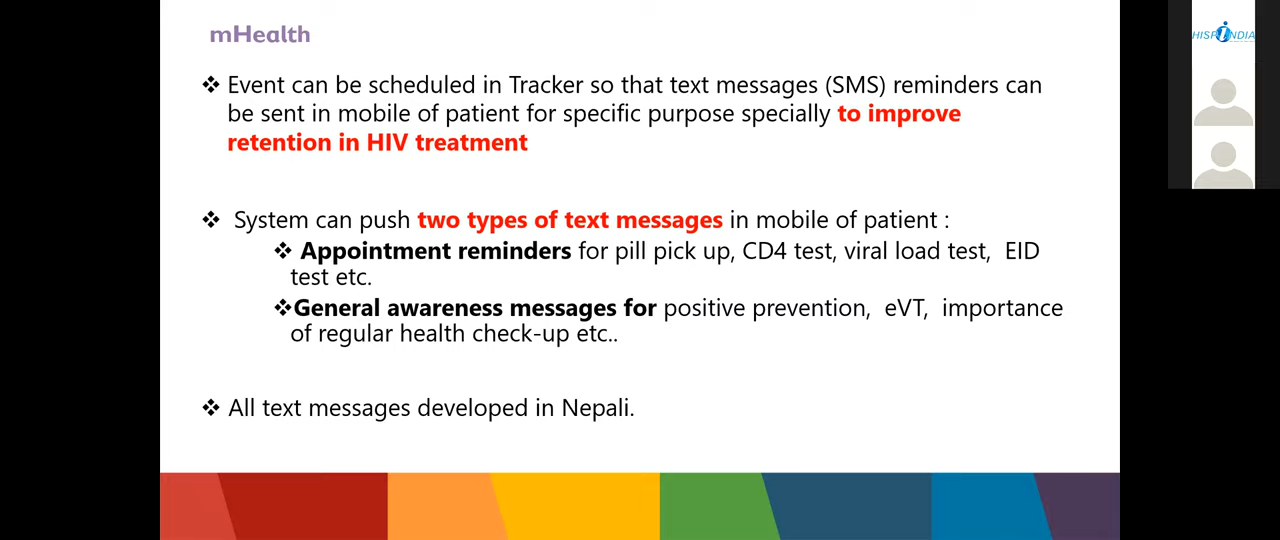 mHealth
HISP INDIA
❖ Event can be scheduled in Tracker so that text messages (SMS) reminders can
be sent in mobile of patient for specific purpose specially to improve
retention in HIV treatment
❖ System can push two types of text messages in mobile of patient :
❖ Appointment reminders for pill pick up, CD4 test, viral load test, EID
test etc.
❖General awareness messages for positive prevention, eVT, importance
of regular health check-up etc..
❖ All text messages developed in Nepali.